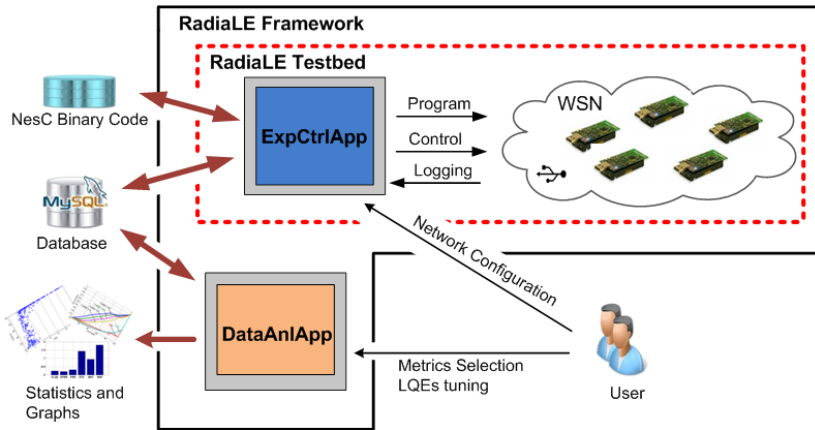 RadiaLE Framework
RadiaLE Testbed
NesC Binary Code
ExpCtrlApp
Program
Control
Logging
WSN
MySQL
Database
Network Configuration
DataAnlApp
Metrics Selection
LQEs tuning
User
Statistics and
Graphs